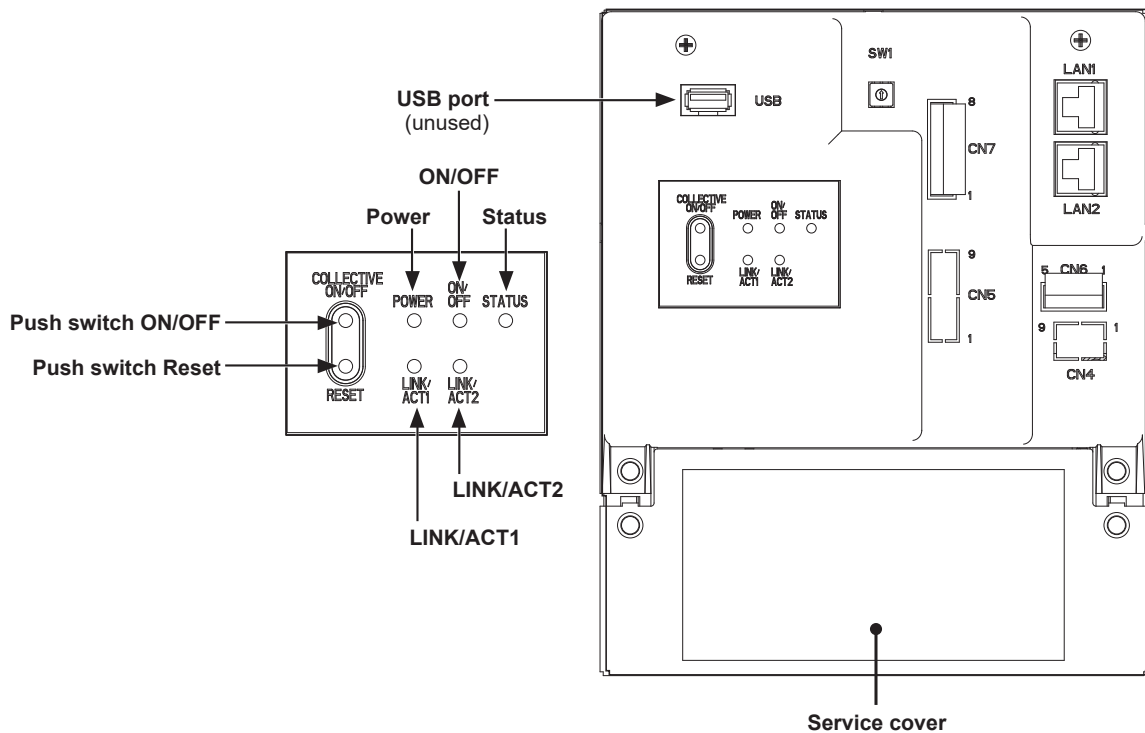 USB port
(unused)
ON/OFF
Power
Status
COLLECTIVE
ON/OFF
POWER
ON/
OFF
STATUS
Push switch ON/OFF
Push switch Reset
RESET
LINK/
ACT1
LINK/
ACT2
LINK/ACT2
LINK/ACT1
USB
SW1
8
CN7
1
LAN1
LAN2
COLLECTIVE
ON/OFF
POWER
ON/
OFF
STATUS
RESET
LINK/
ACT1
LINK/
ACT2
9
CN5
1
5 CN6 1
9 1
CN4
Service cover